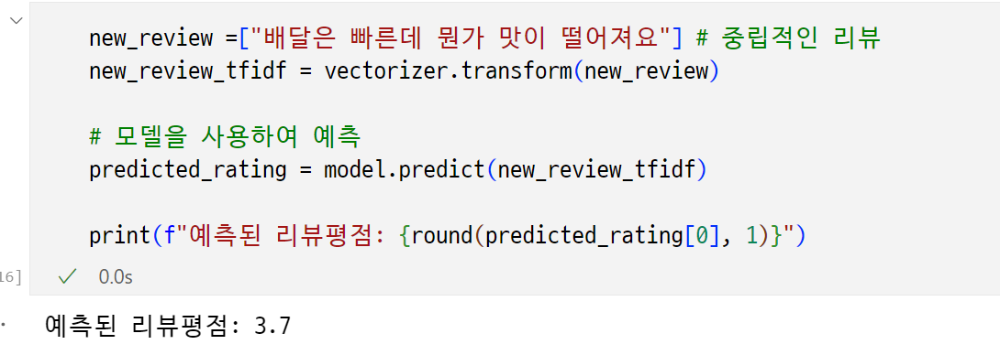 new_review =["배달은 빠른데 뭔가 맛이 떨어져요"] # 중립적인 리뷰
new_review_tfidf = vectorizer.transform(new_review)
# 모델을 사용하여 예측
predicted_rating = model.predict(new_review_tfidf)
print(f"예측된 리뷰평점: {round(predicted_rating[0], 1)}")
16]
0.0s
예측된 리뷰평점: 3.7